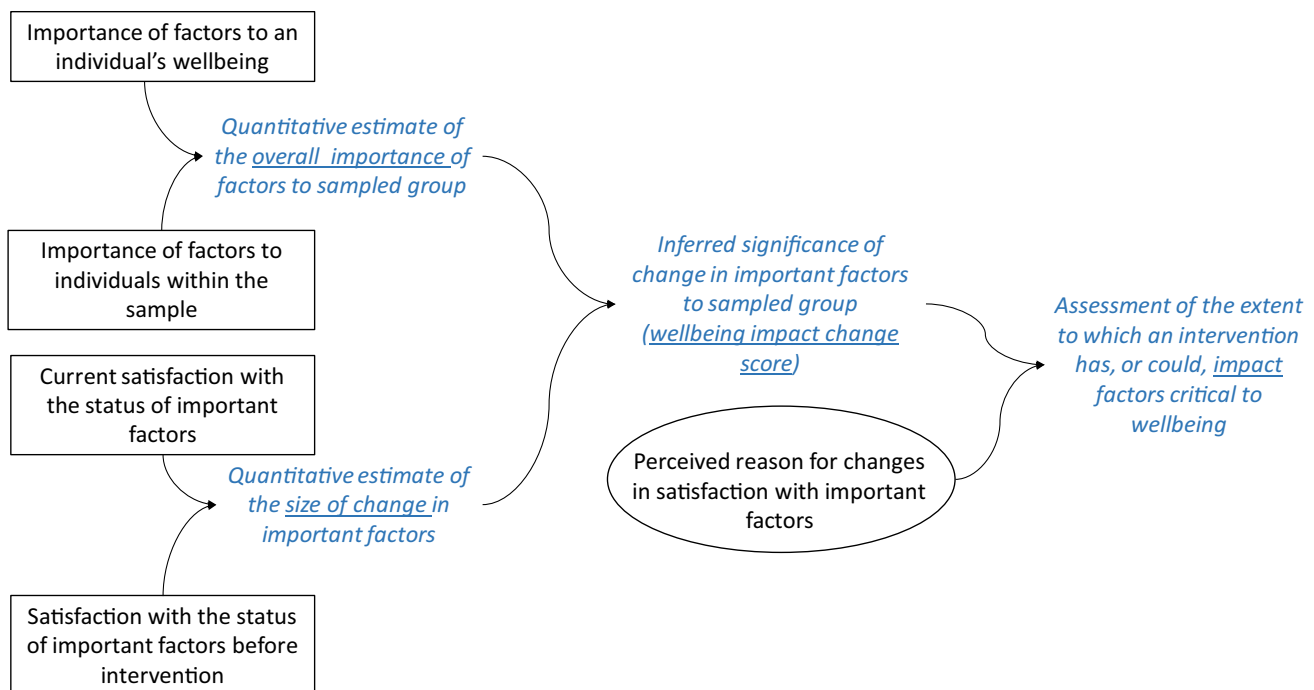 Importance of factors to an
individual’s wellbeing
Quantitative estimate of
the overall importance of
factors to sampled group
Importance of factors to
individuals within the
sample
Current satisfaction with
the status of important
factors
Quantitative estimate of
the size of change in
important factors
Satisfaction with the status
of important factors before
intervention
Inferred significance of
change in important factors
to sampled group
(wellbeing impact change
score)
Perceived reason for changes
in satisfaction with important
factors
Assessment of the extent
to which an intervention
has, or could, impact
factors critical to
wellbeing